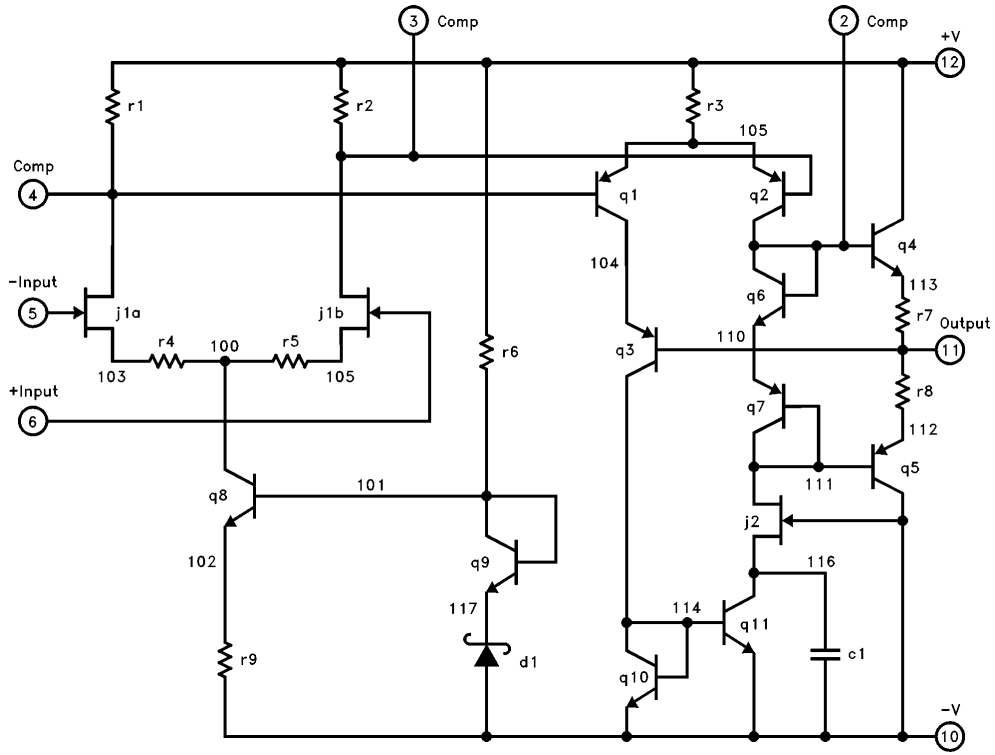 3 Comp
2 Comp
+V
12
r1
r2
r3
105
Comp
4
q1
q2
q4
104
-Input
5
j1a
j1b
q6
113
r7
r4
100
r5
r6
q3
110
Output
11
103
105
+Input
6
q7
r8
112
q8
101
111
q5
j2
102
q9
116
117
114
q11
r9
d1
q10
c1
-V
10